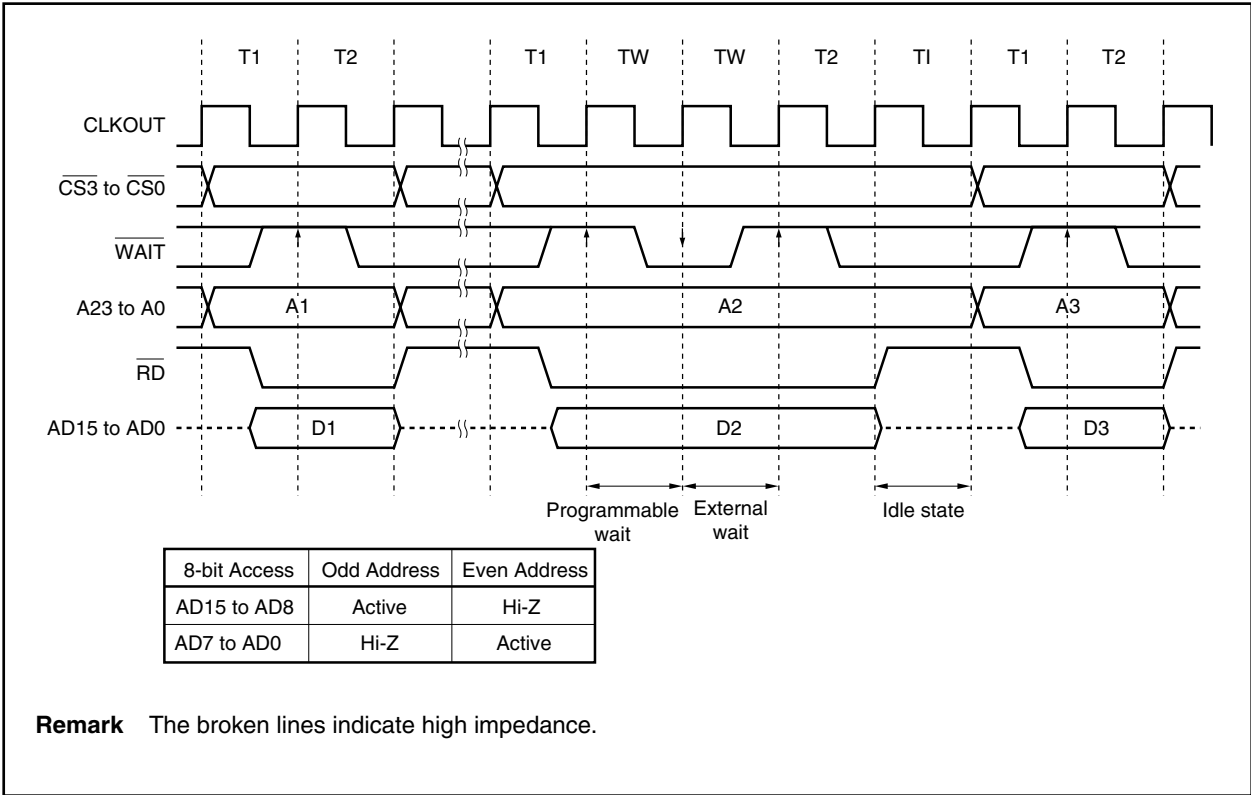 T1 T2 T1 TW TW T2 TI T1 T2
CLKOUT
CS3 to CS0
WAIT
A23 to A0 A1 A2 A3
RD
AD15 to AD0 D1 D2 D3
Programmable wait
External wait
Idle state
8-bit Access Odd Address Even Address
AD15 to AD8 Active Hi-Z
AD7 to AD0 Hi-Z Active
Remark The broken lines indicate high impedance.